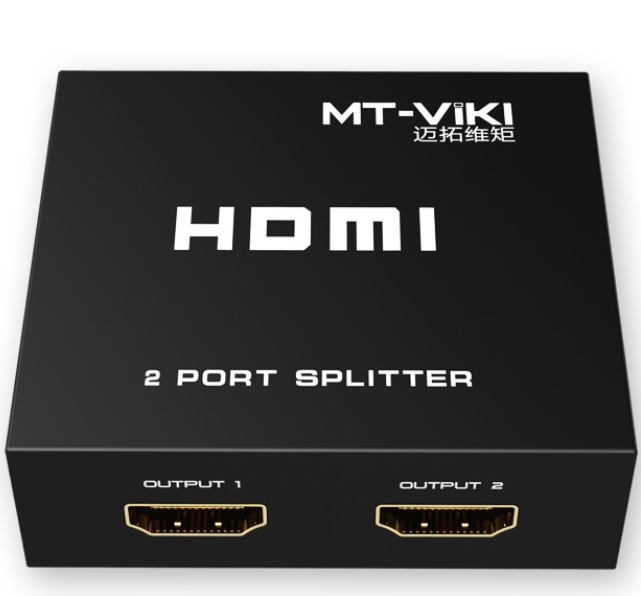 MT-ViKI
迈拓维矩
HDMI
2 PORT SPLITTER
OUTPUT 1
OUTPUT 2